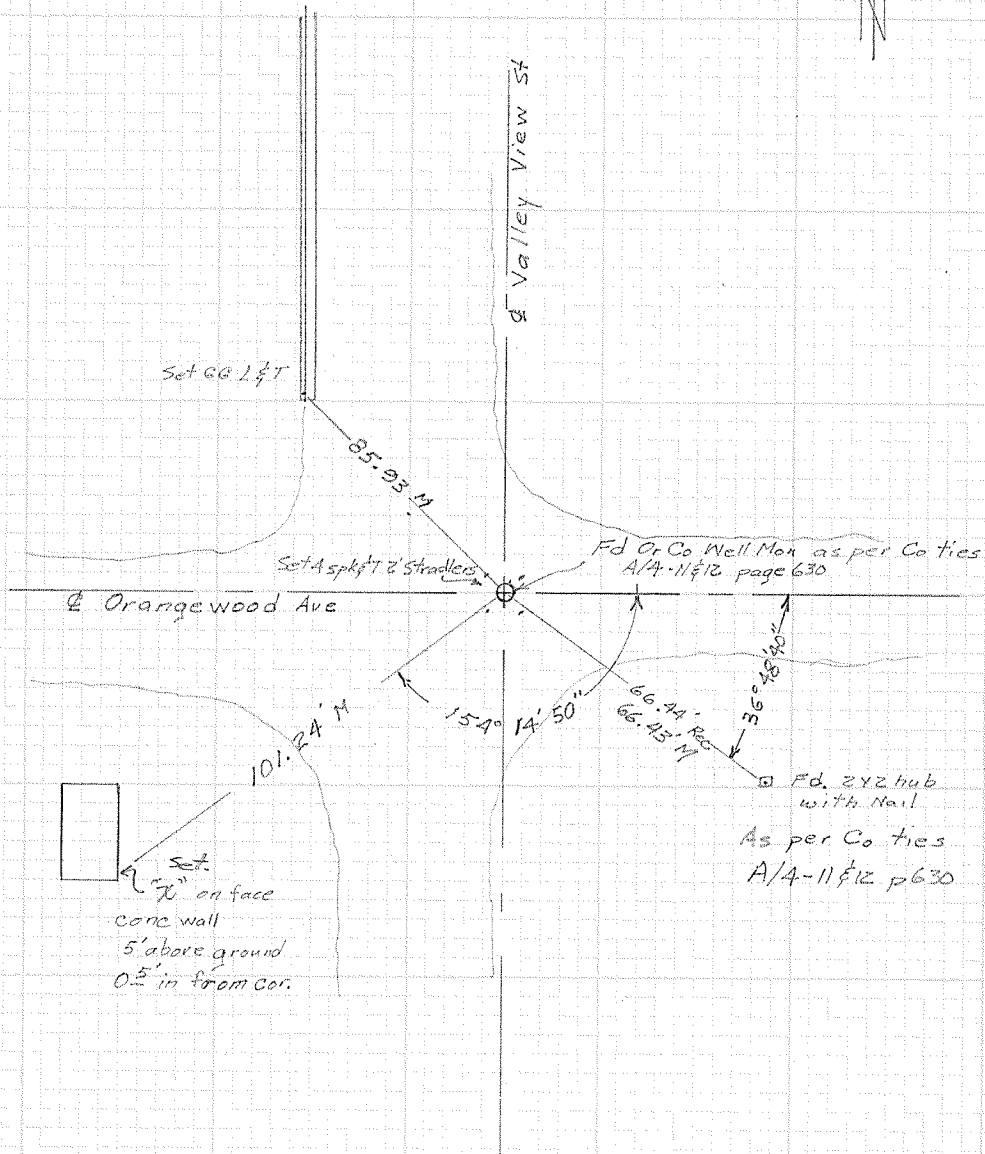 N
℄ Valley View St
Set GG L&T
85.93 M
Set 4 spk & T 2' Stradlers
Fd Or Co Well Mon as per Co ties
A/4-11&12 page 630
℄ Orangewood Ave
154° 14' 50"
66.44' Rec
66.43' M
36° 48' 40"
101.24' M
Fd. 2x2 hub
with Nail
As per Co ties
A/4-11&12 p630
Set.
"X" on face
conc wall
5' above ground
0.5' in from cor.